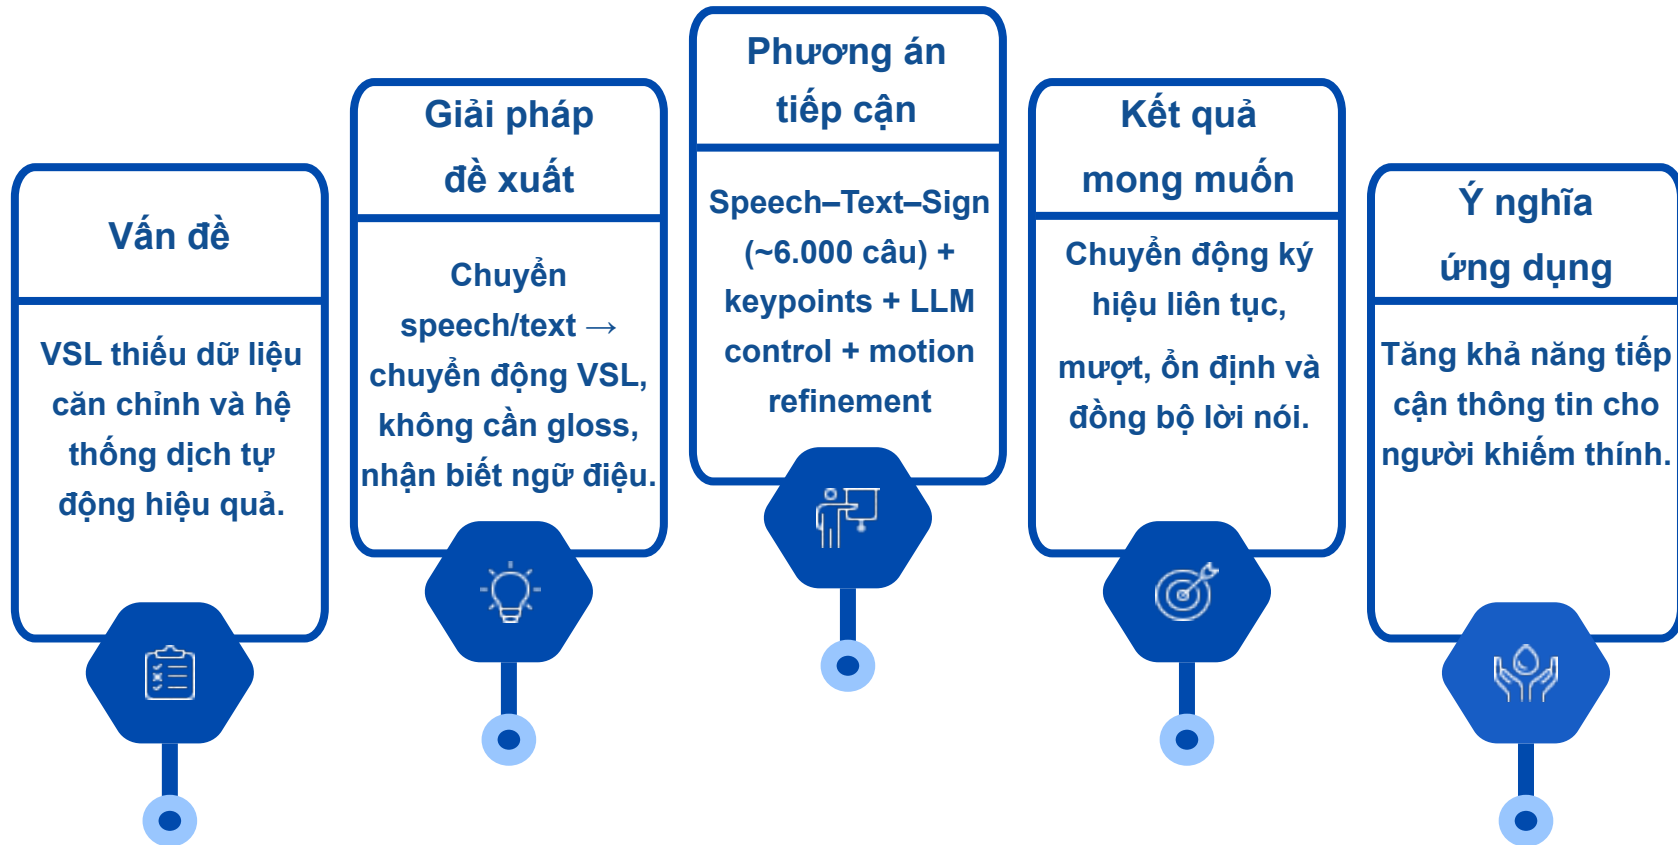 Vấn đề
VSL thiếu dữ liệu
căn chỉnh và hệ
thống dịch tự
động hiệu quả.
Giải pháp
đề xuất
Chuyển
speech/text →
chuyển động VSL,
không cần gloss,
nhận biết ngữ điệu.
Phương án
tiếp cận
Speech–Text–Sign
(~6.000 câu) +
keypoints + LLM
control + motion
refinement
Kết quả
mong muốn
Chuyển động ký
hiệu liên tục,
mượt, ổn định và
đồng bộ lời nói.
Ý nghĩa
ứng dụng
Tăng khả năng tiếp
cận thông tin cho
người khiếm thính.